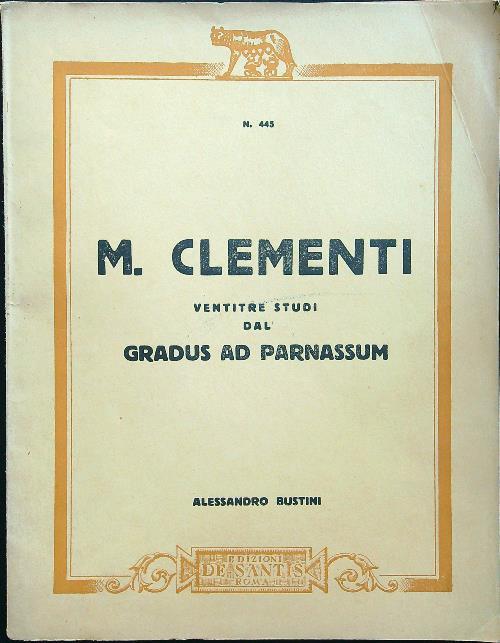 N. 445
M. CLEMENTI
VENTITRE STUDI
DAL
GRADUS AD PARNASSUM
ALESSANDRO BUSTINI
EDIZIONI
DE SANTIS
ROMA